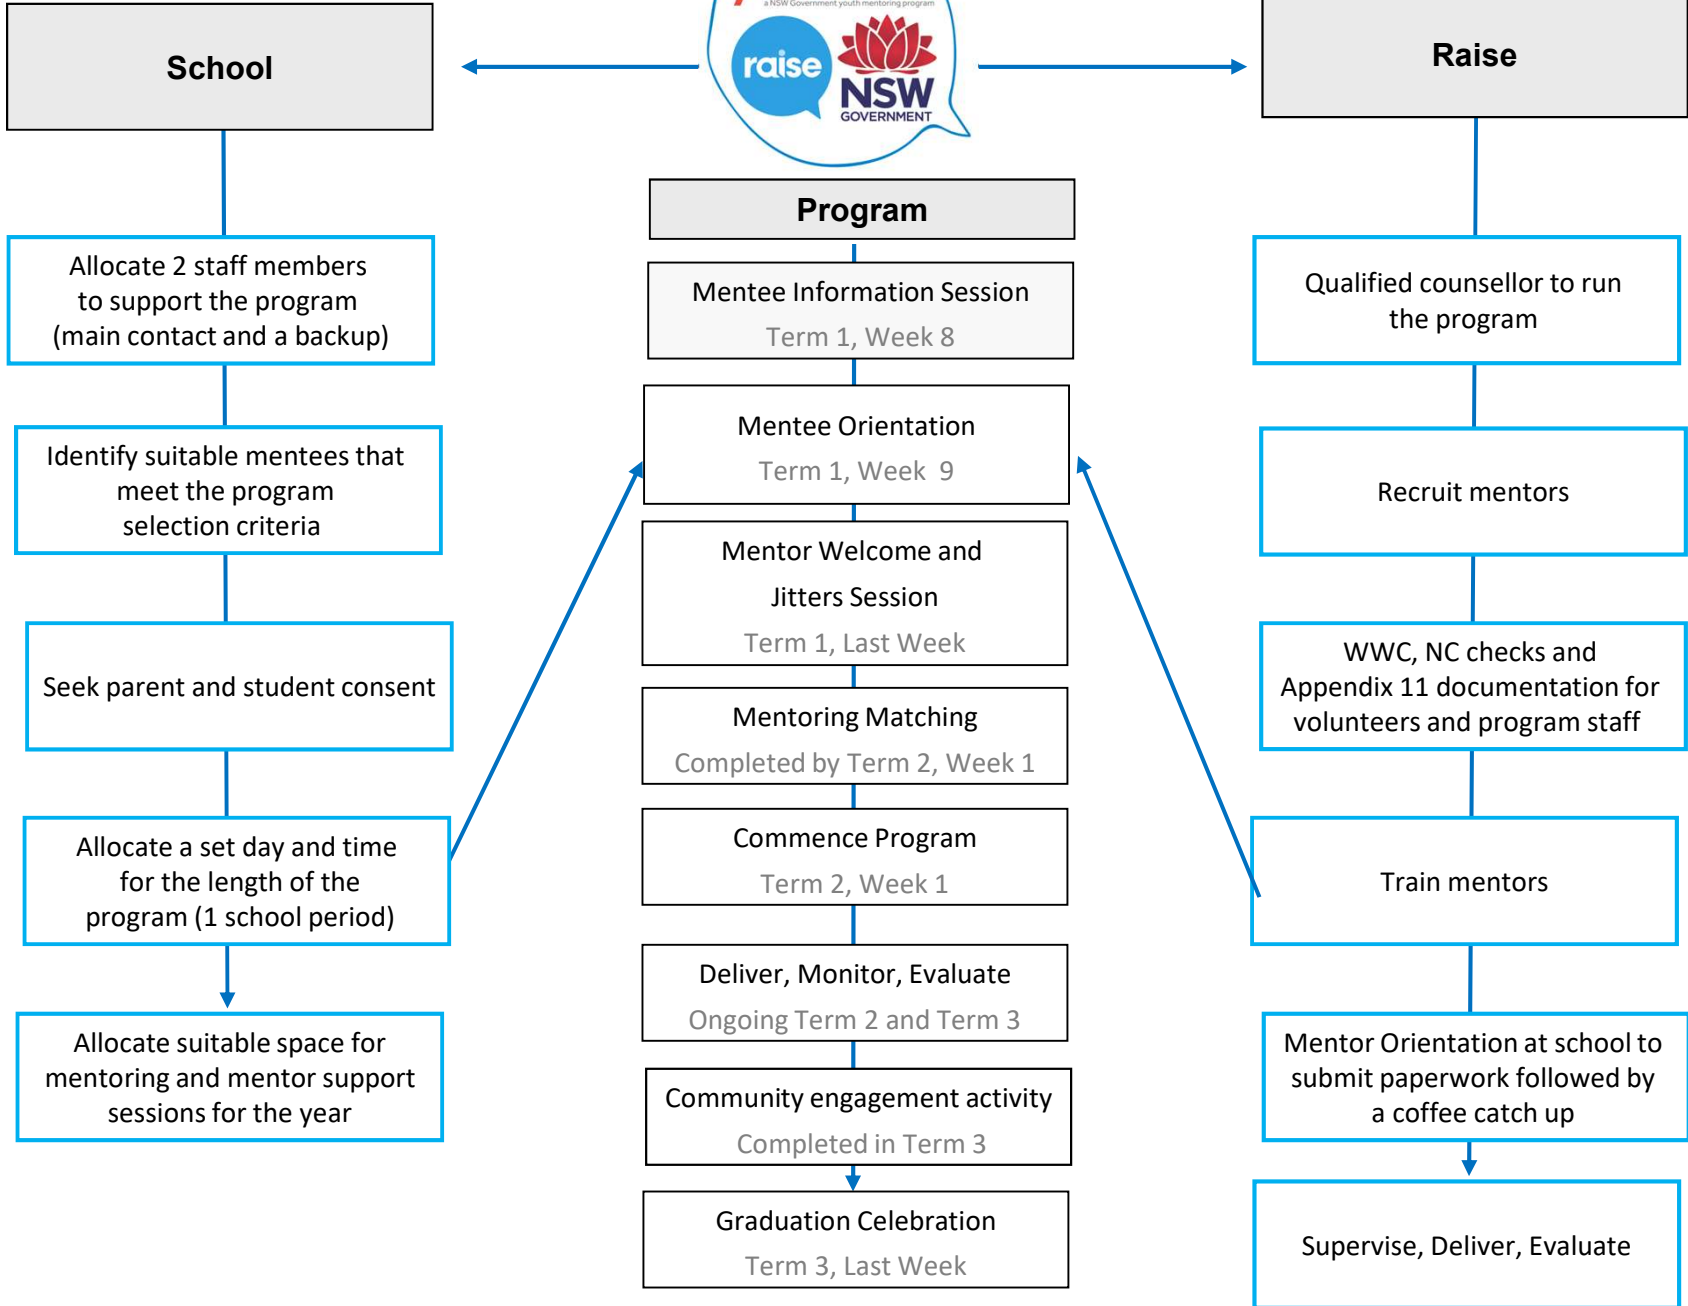 a NSW Government youth mentoring program
raise
NSW
GOVERNMENT
School
Raise
Program
Allocate 2 staff members
to support the program
(main contact and a backup)
Identify suitable mentees that
meet the program
selection criteria
Seek parent and student consent
Allocate a set day and time
for the length of the
program (1 school period)
Allocate suitable space for
mentoring and mentor support
sessions for the year
Mentee Information Session
Term 1, Week 8
Mentee Orientation
Term 1, Week 9
Mentor Welcome and
Jitters Session
Term 1, Last Week
Mentoring Matching
Completed by Term 2, Week 1
Commence Program
Term 2, Week 1
Deliver, Monitor, Evaluate
Ongoing Term 2 and Term 3
Community engagement activity
Completed in Term 3
Graduation Celebration
Term 3, Last Week
Qualified counsellor to run
the program
Recruit mentors
WWC, NC checks and
Appendix 11 documentation for
volunteers and program staff
Train mentors
Mentor Orientation at school to
submit paperwork followed by
a coffee catch up
Supervise, Deliver, Evaluate